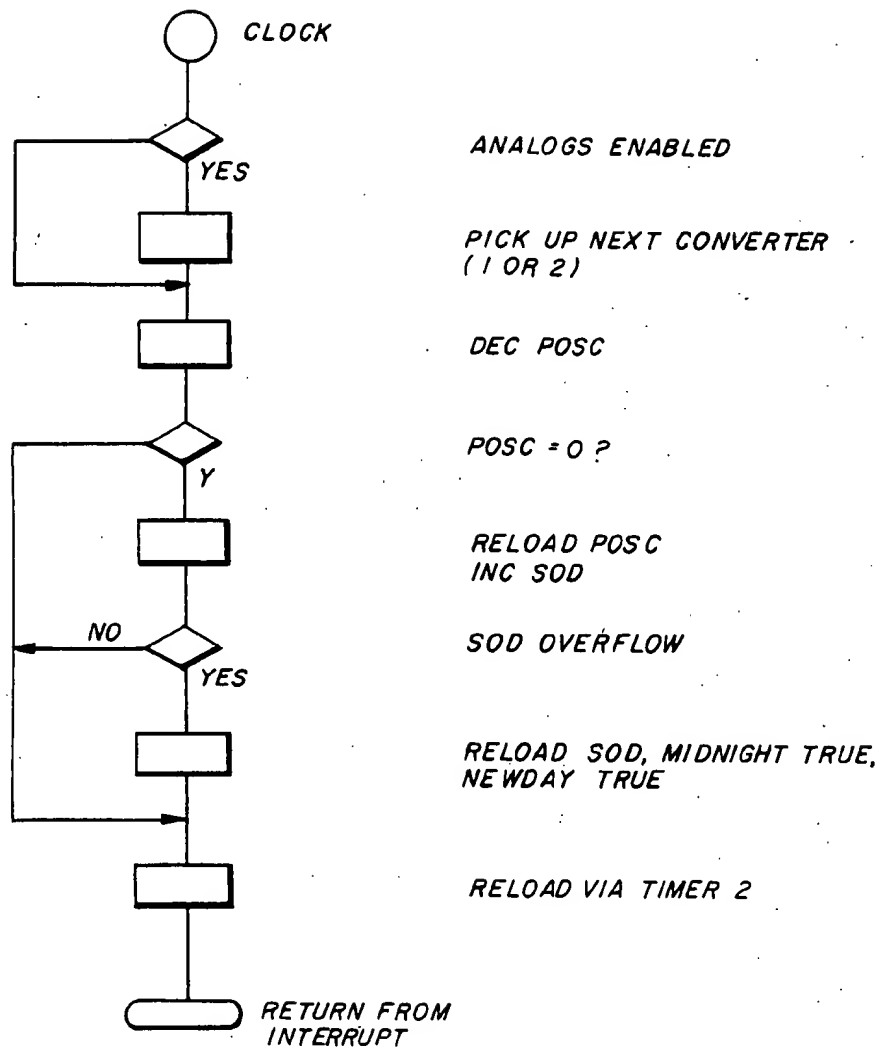 CLOCK
ANALOGS ENABLED
YES
PICK UP NEXT CONVERTER
(1 OR 2)
DEC POSC
POSC = 0 ?
Y
RELOAD POSC
INC SOD
NO
SOD OVERFLOW
YES
RELOAD SOD, MIDNIGHT TRUE,
NEWDAY TRUE
RELOAD VIA TIMER 2
RETURN FROM
INTERRUPT